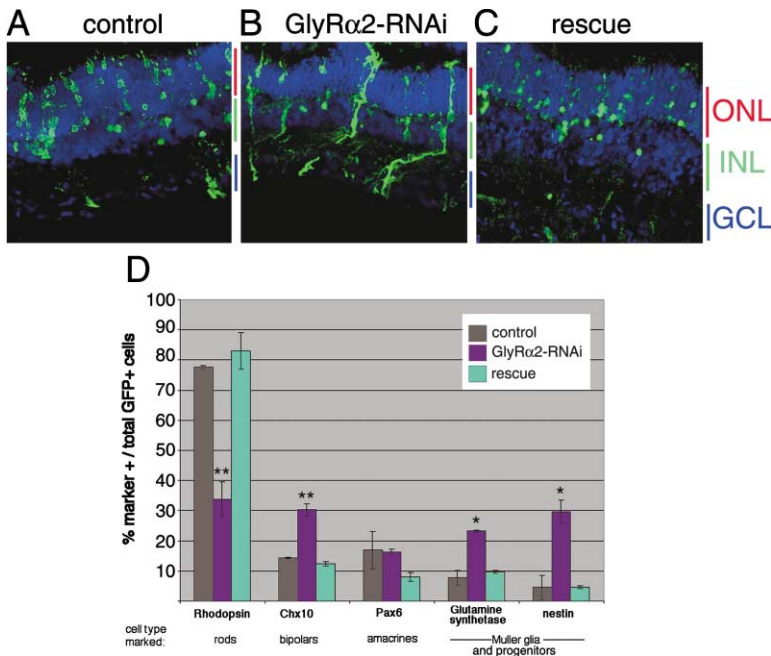 A control
B GlyRα2-RNAi
C rescue
ONL
INL
GCL
D
% marker + / total GFP+ cells
100
90
80
70
60
50
40
30
20
10
control
GlyRα2-RNAi
rescue
**
**
*
*
Rhodopsin Chx10 Pax6 Glutamine synthetase nestin
cell type marked: rods bipolars amacrines Muller glia and progenitors